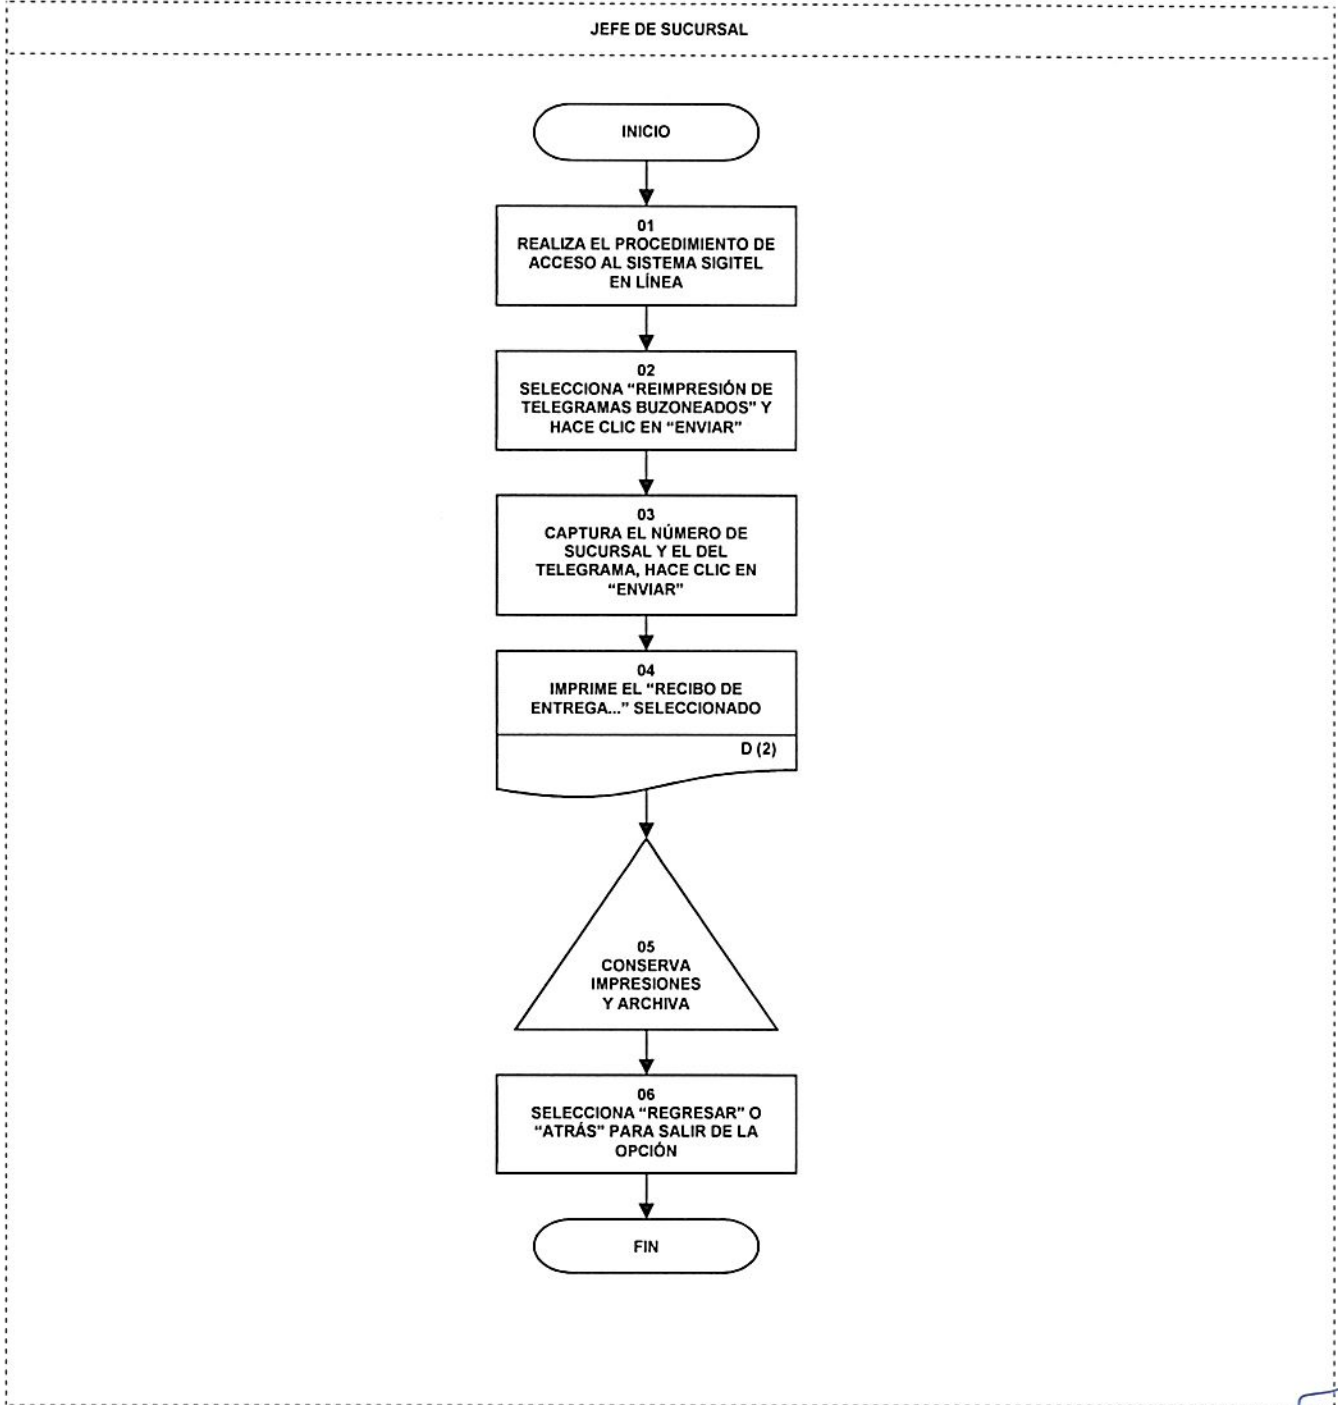 JEFE DE SUCURSAL
INICIO
01
REALIZA EL PROCEDIMIENTO DE
ACCESO AL SISTEMA SIGITEL
EN LÍNEA
02
SELECCIONA “REIMPRESIÓN DE
TELEGRAMAS BUZONEADOS” Y
HACE CLIC EN “ENVIAR”
03
CAPTURA EL NÚMERO DE
SUCURSAL Y EL DEL
TELEGRAMA, HACE CLIC EN
“ENVIAR”
04
IMPRIME EL “RECIBO DE
ENTREGA...” SELECCIONADO
D (2)
05
CONSERVA
IMPRESIONES
Y ARCHIVA
06
SELECCIONA “REGRESAR” O
“ATRÁS” PARA SALIR DE LA
OPCIÓN
FIN